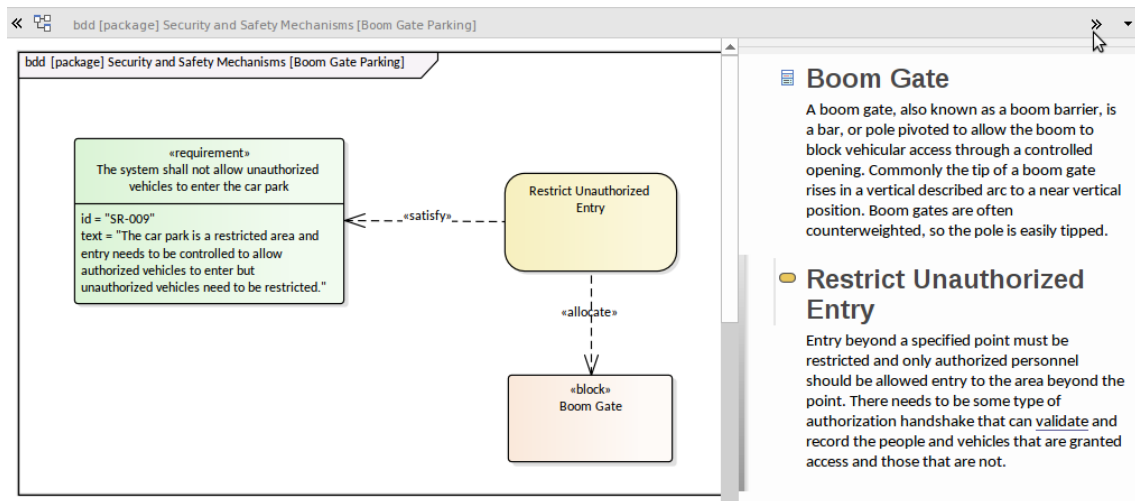 bdd [package] Security and Safety Mechanisms [Boom Gate Parking]
bdd [package] Security and Safety Mechanisms [Boom Gate Parking]
«requirement»
The system shall not allow unauthorized
vehicles to enter the car park
id = "SR-009"
text = "The car park is a restricted area and
entry needs to be controlled to allow
authorized vehicles to enter but
unauthorized vehicles need to be restricted."
«satisfy»
Restrict Unauthorized
Entry
«allocate»
«block»
Boom Gate
Boom Gate
A boom gate, also known as a boom barrier, is
a bar, or pole pivoted to allow the boom to
block vehicular access through a controlled
opening. Commonly the tip of a boom gate
rises in a vertical described arc to a near vertical
position. Boom gates are often
counterweighted, so the pole is easily tipped.
Restrict Unauthorized
Entry
Entry beyond a specified point must be
restricted and only authorized personnel
should be allowed entry to the area beyond the
point. There needs to be some type of
authorization handshake that can validate and
record the people and vehicles that are granted
access and those that are not.